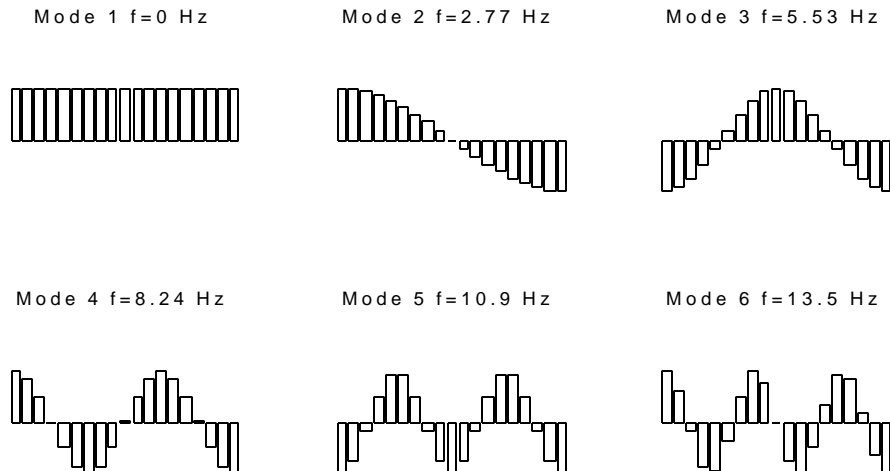 Mode 1 f=0 Hz
Mode 2 f=2.77 Hz
Mode 3 f=5.53 Hz
Mode 4 f=8.24 Hz
Mode 5 f=10.9 Hz
Mode 6 f=13.5 Hz